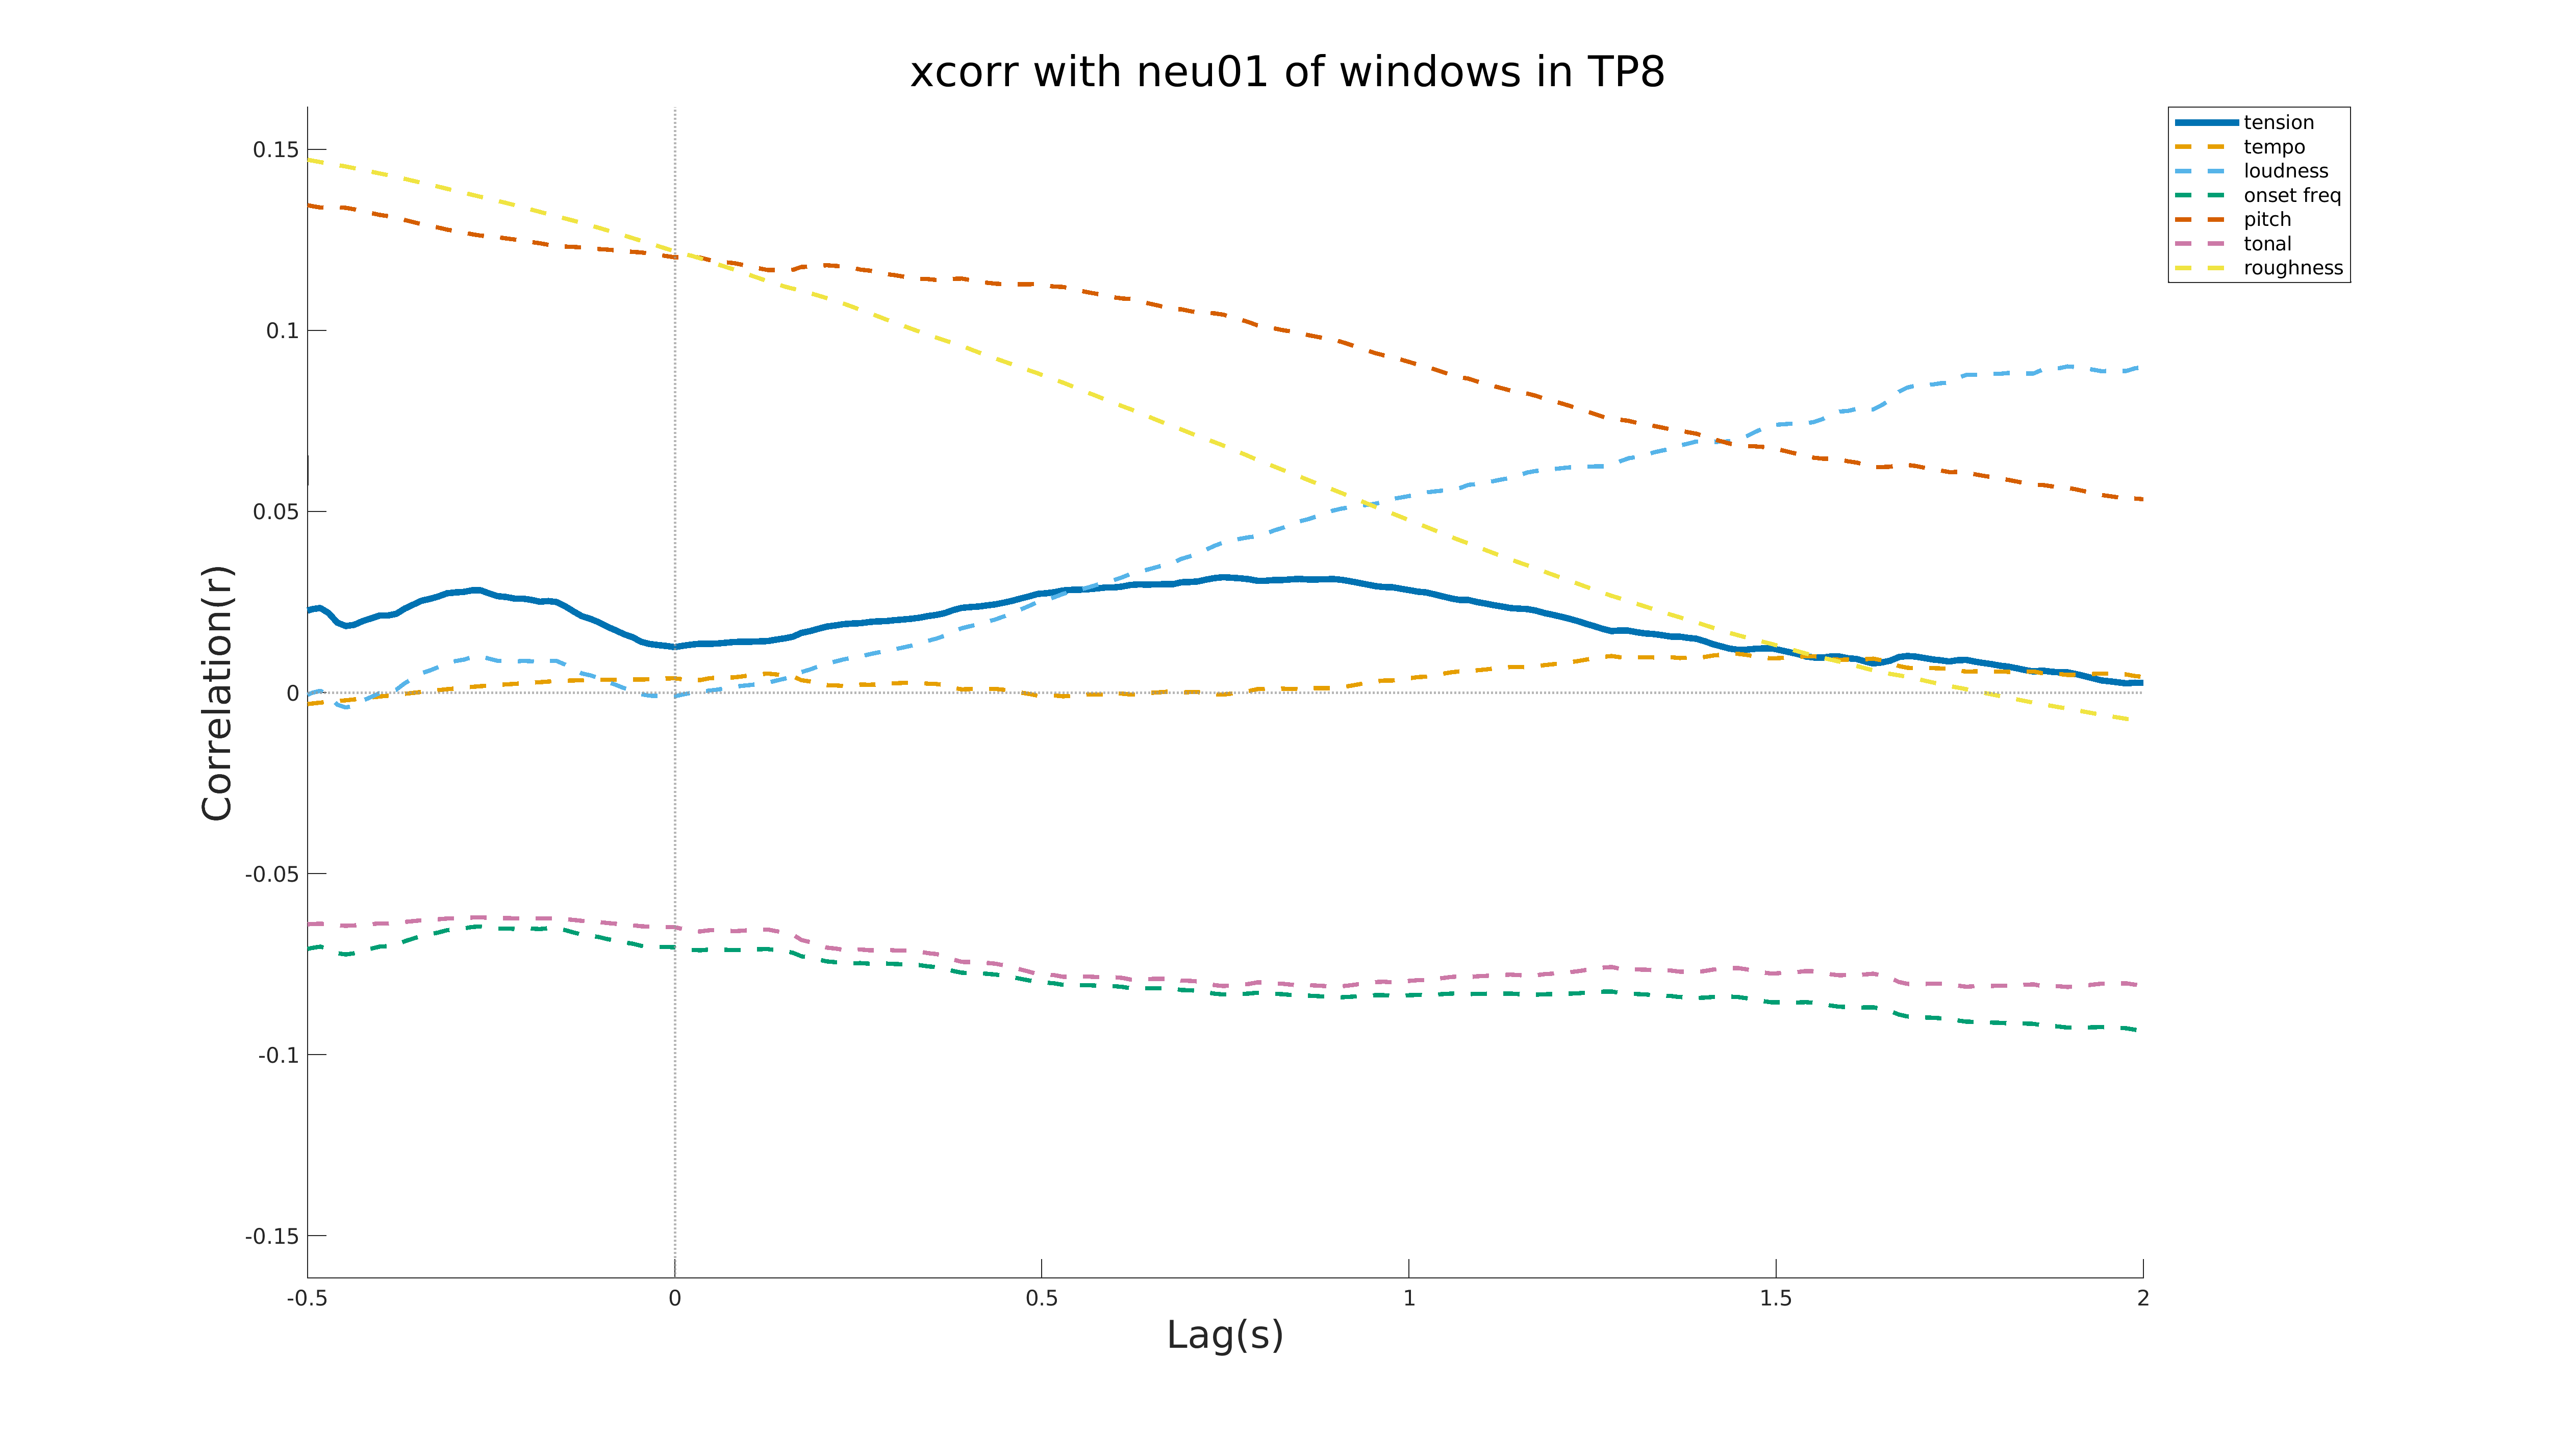 xcorr with neu01 of windows in TP8
tension
tempo
loudness
onset freq
pitch
tonal
roughness
0.15
0.1
0.05
0
-0.05
-0.1
-0.15
Correlation(r)
-0.5 0 0.5 1 1.5 2
Lag(s)